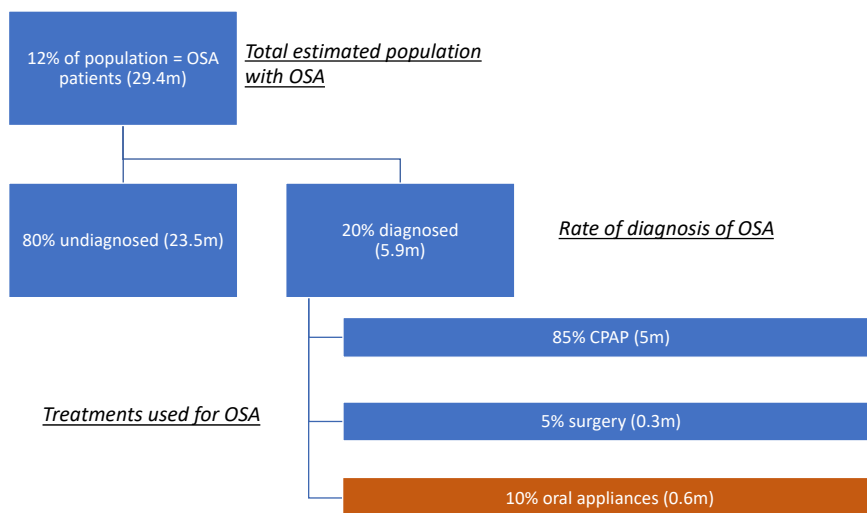 12% of population = OSA
patients (29.4m)
Total estimated population
with OSA
80% undiagnosed (23.5m)
20% diagnosed
(5.9m)
Rate of diagnosis of OSA
85% CPAP (5m)
Treatments used for OSA
5% surgery (0.3m)
10% oral appliances (0.6m)